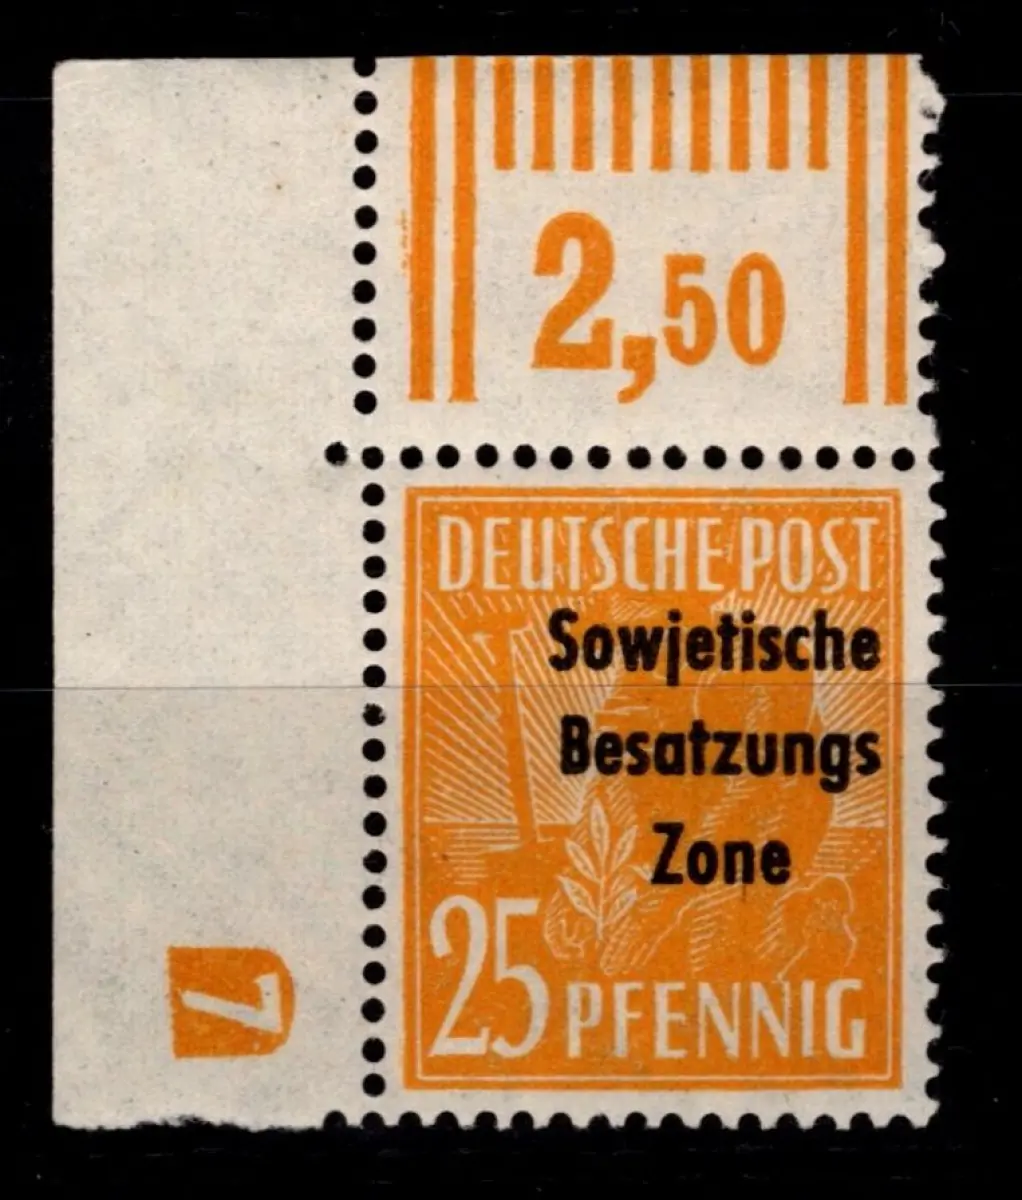 2,50
DEUTSCHE POST
Sowjetische
Besatzungs
Zone
25 PFENNIG